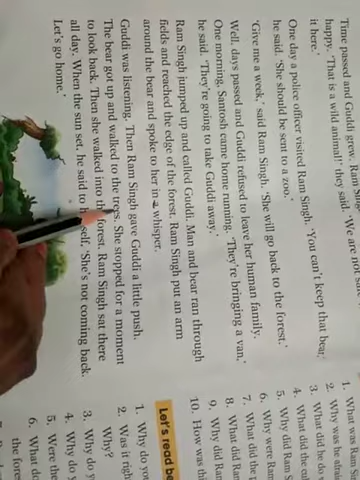 Time passed and Guddi grew. Ram
happy. 'That is a wild animal!' they said. 'We are not safe
it here.'
One day a police officer visited Ram Singh. 'You can't keep that bear,'
he said. 'She should be sent to a zoo.'
'Give me a week,' said Ram Singh. 'She will go back to the forest.'
Well, days passed and Guddi refused to leave her human family.
One morning, Santosh came home running. 'They're bringing a van,'
he said. 'They're going to take Guddi away.'
Ram Singh jumped up and called Guddi. Man and bear ran through
fields and reached the edge of the forest. Ram Singh put an arm
around the bear and spoke to her in a whisper.
Guddi was listening. Then Ram Singh gave Guddi a little push.
The bear got up and walked to the trees. She stopped for a moment
to look back. Then she walked into the forest. Ram Singh sat there
all day. When the sun set, he said to himself, 'She's not coming back.
Let's go home.'
Let's read
1. Why do
2. Was it
Why?
3. Why do
4. Why do
5. Were the
6. What
the
1. What was Ram
2. Why was he
3. What did he do
4. What did the
5. Why did Ram
6. Why were Ram
7. What did the
8. What did Ram
9. Why did Ram
10. How was